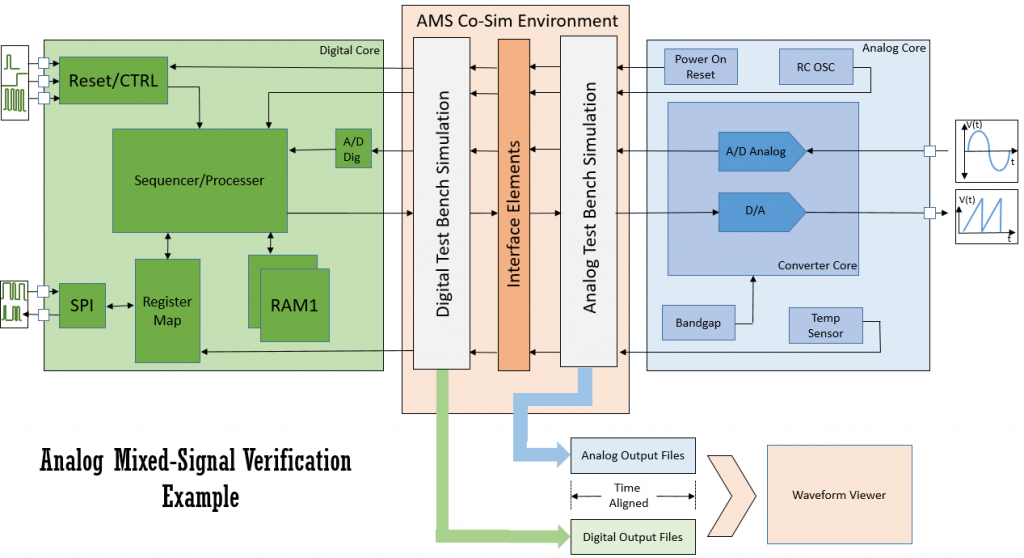 AMS Co-Sim Environment
Digital Core
Analog Core
Reset/CTRL
Power On
Reset
RC OSC
A/D
Dig
Sequencer/Processer
A/D Analog
D/A
Converter Core
V(t)
t
V(t)
t
Digital Test Bench Simulation
Interface Elements
Analog Test Bench Simulation
SPI
Register
Map
RAM1
Bandgap
Temp
Sensor
Analog Mixed-Signal Verification
Example
Analog Output Files
Time
Aligned
Digital Output Files
Waveform Viewer